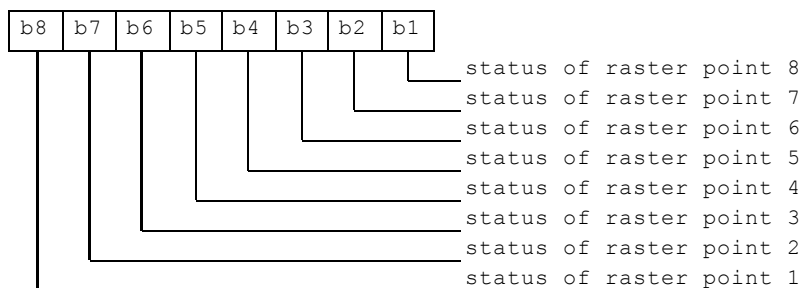 b8 b7 b6 b5 b4 b3 b2 b1
status of raster point 8
status of raster point 7
status of raster point 6
status of raster point 5
status of raster point 4
status of raster point 3
status of raster point 2
status of raster point 1